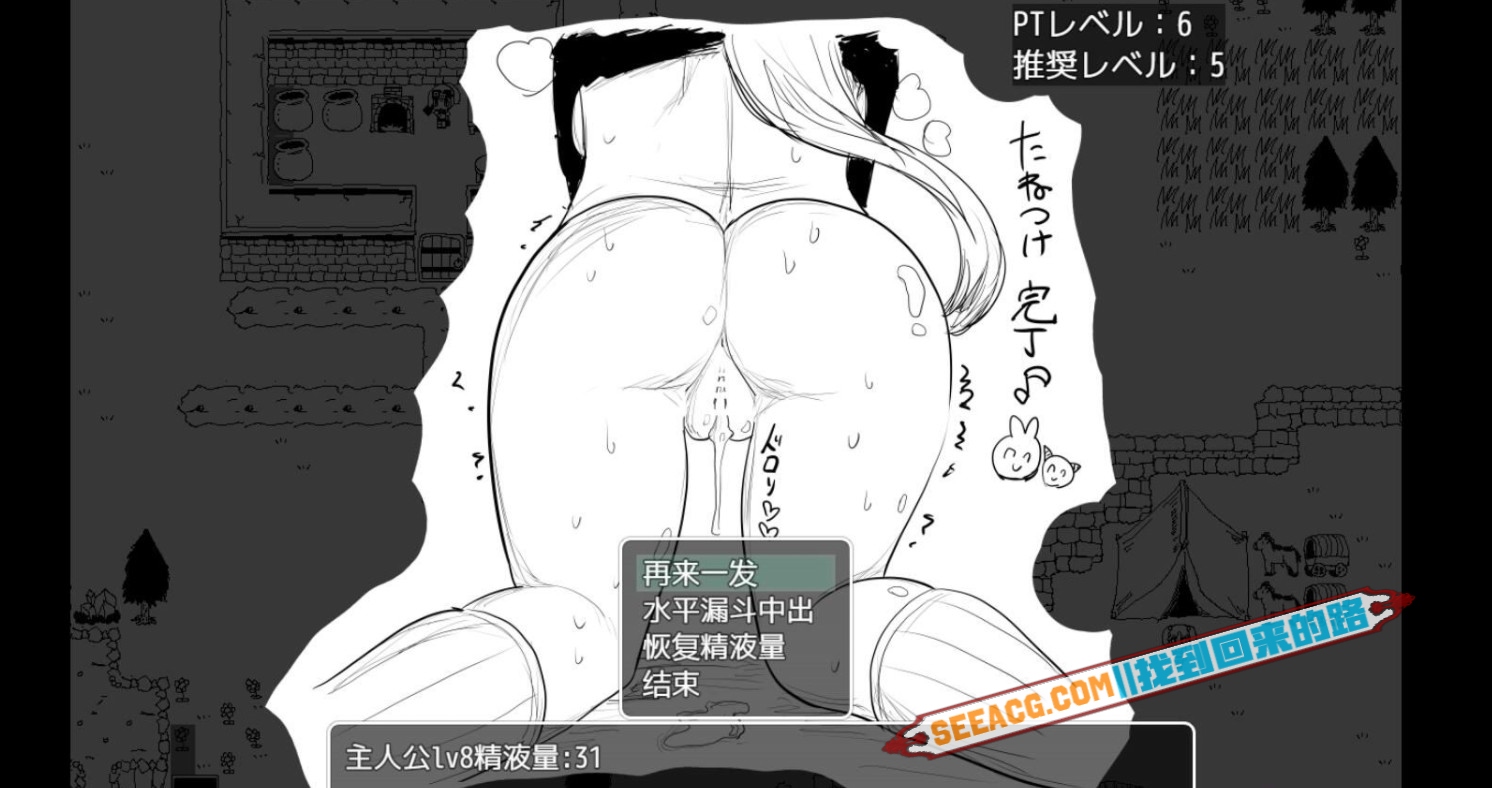 PTレベル：6
推奨レベル：5
たねつけ 完了♪
ドロリ♡♡
再来一发
水平漏斗中出
恢复精液量
结束
主人公lv8精液量:31
SEEACG.COM||找到回来的路